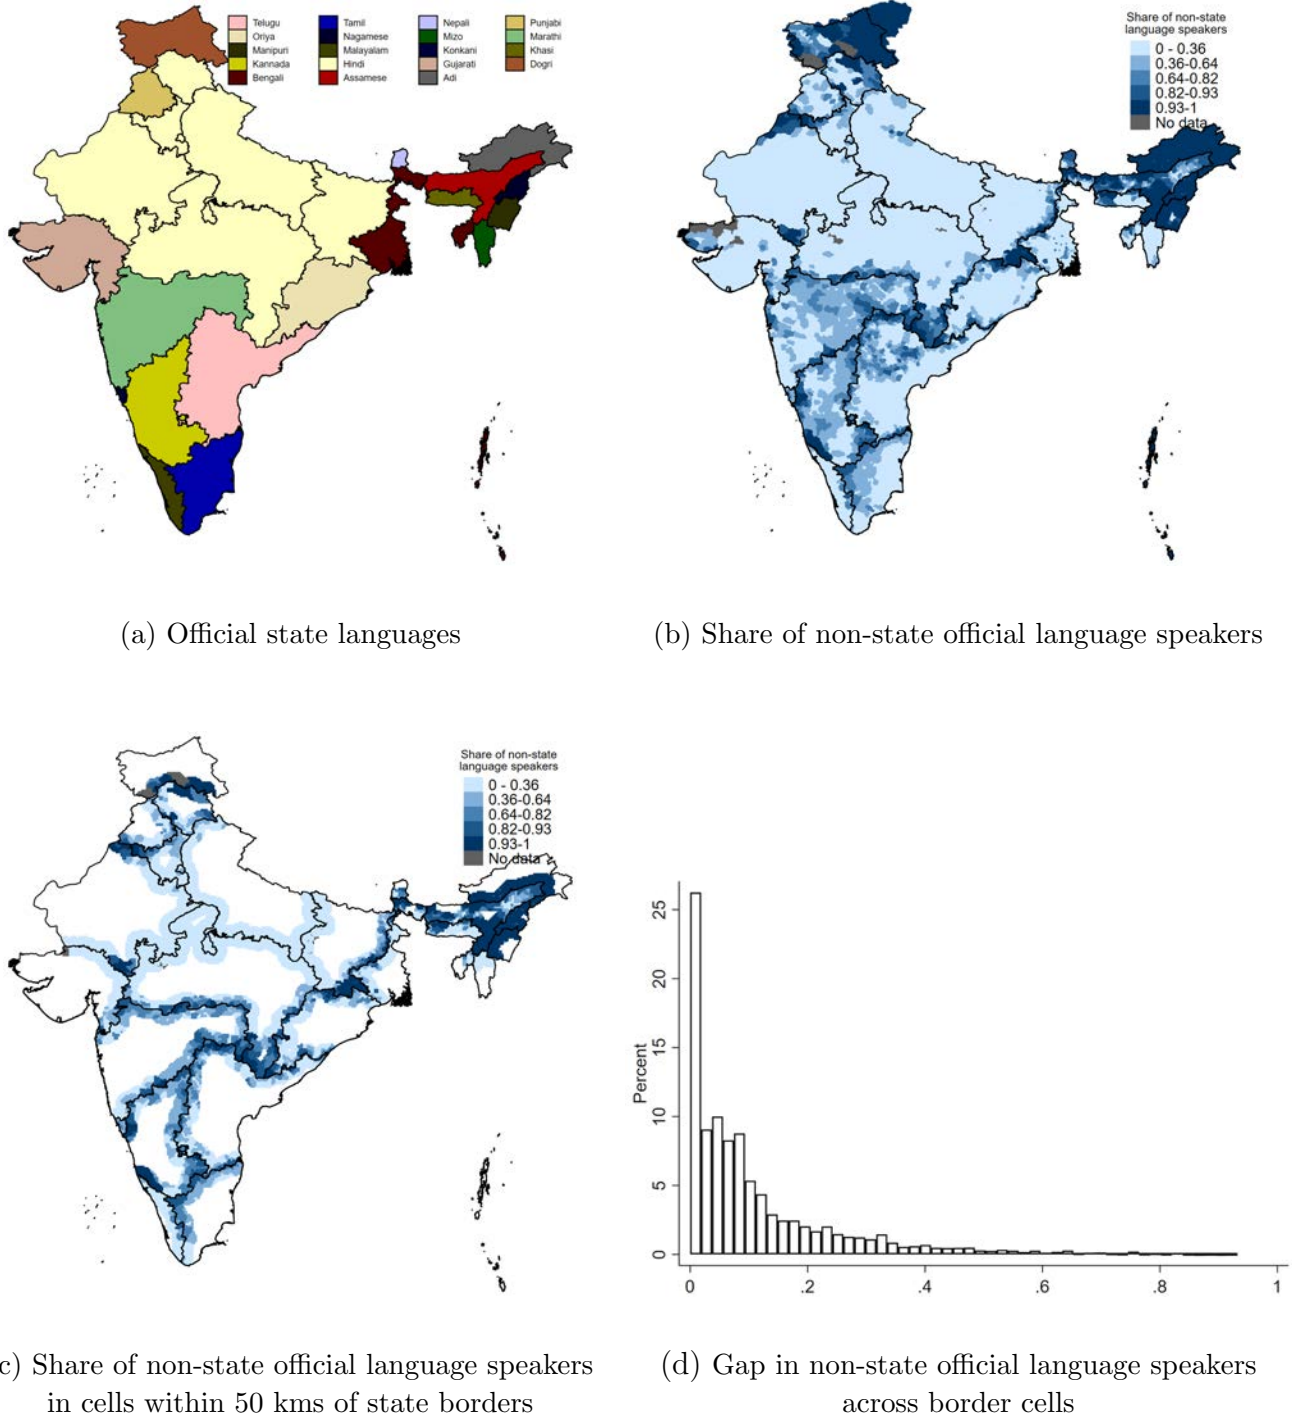 Telugu Tamil Nepali Punjabi
Oriya Nagamese Mizo Marathi
Manipuri Malayalam Konkani Khasi
Kannada Hindi Gujarati Dogri
Bengali Assamese Adi
(a) Official state languages
Share of non-state
language speakers
0 - 0.36
0.36-0.64
0.64-0.82
0.82-0.93
0.93-1
No data
(b) Share of non-state official language speakers
Share of non-state
language speakers
0 - 0.36
0.36-0.64
0.64-0.82
0.82-0.93
0.93-1
No data
c) Share of non-state official language speakers
in cells within 50 kms of state borders
Percent
25
20
15
10
5
0
0 .2 .4 .6 .8 1
(d) Gap in non-state official language speakers
across border cells